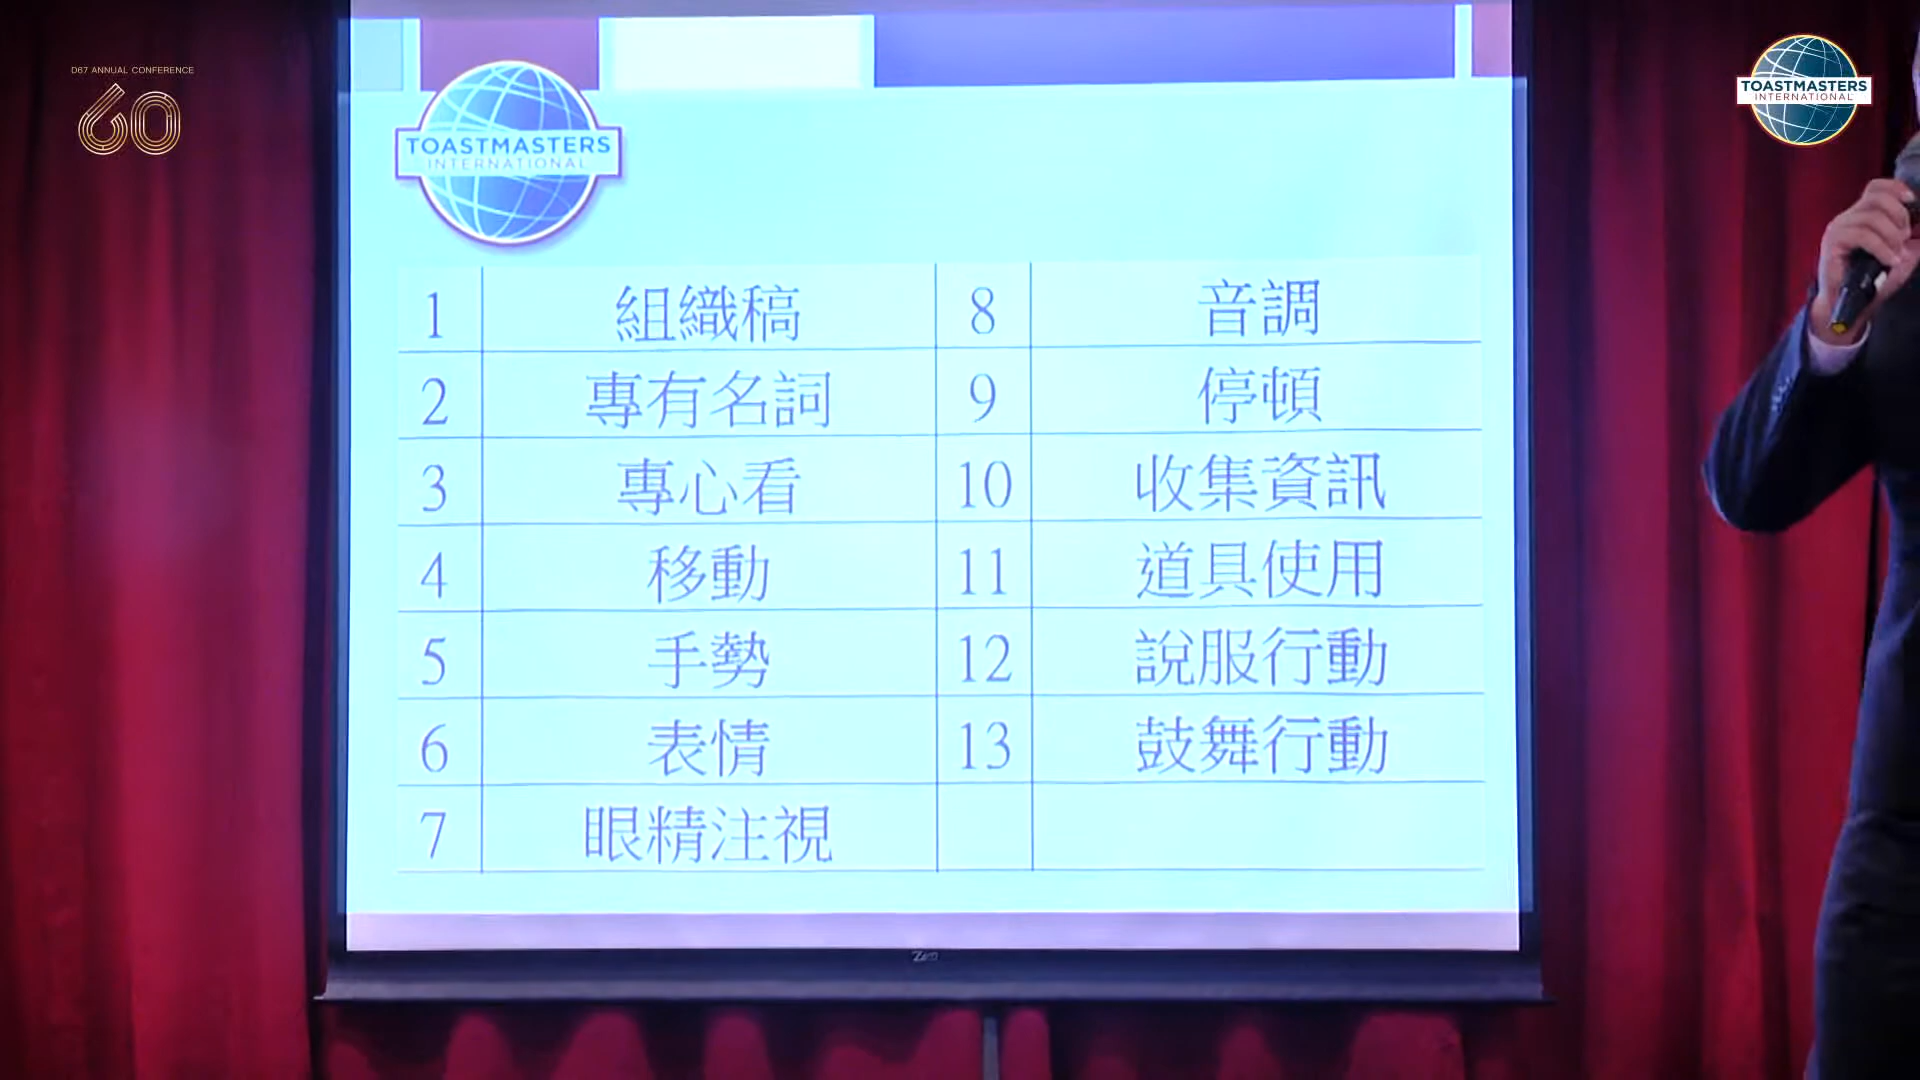 D67 ANNUAL CONFERENCE
60
TOASTMASTERS
INTERNATIONAL
TOASTMASTERS
INTERNATIONAL
1 組織稿 8 音調
2 專有名詞 9 停頓
3 專心看 10 收集資訊
4 移動 11 道具使用
5 手勢 12 說服行動
6 表情 13 鼓舞行動
7 眼精注視